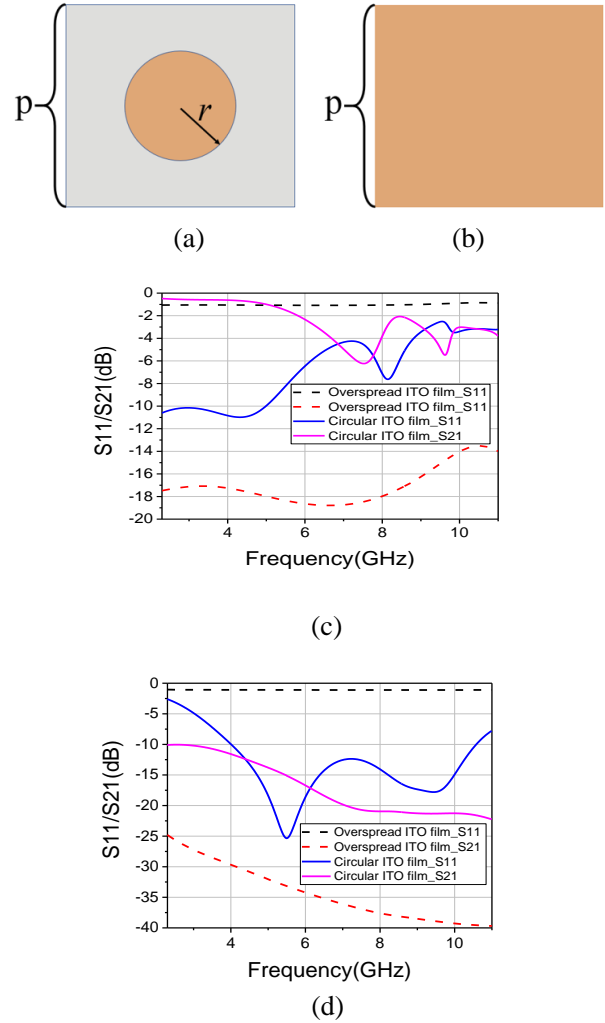 p
r
(a)
p
(b)
0
-2
-4
-6
-8
-10
-12
-14
-16
-18
-20
S11/S21(dB)
Overspread ITO film_S11
Overspread ITO film_S11
Circular ITO film_S11
Circular ITO film_S21
4 6 8 10
Frequency(GHz)
(c)
0
-5
-10
-15
-20
-25
-30
-35
-40
S11/S21(dB)
Overspread ITO film_S11
Overspread ITO film_S21
Circular ITO film_S11
Circular ITO film_S21
4 6 8 10
Frequency(GHz)
(d)